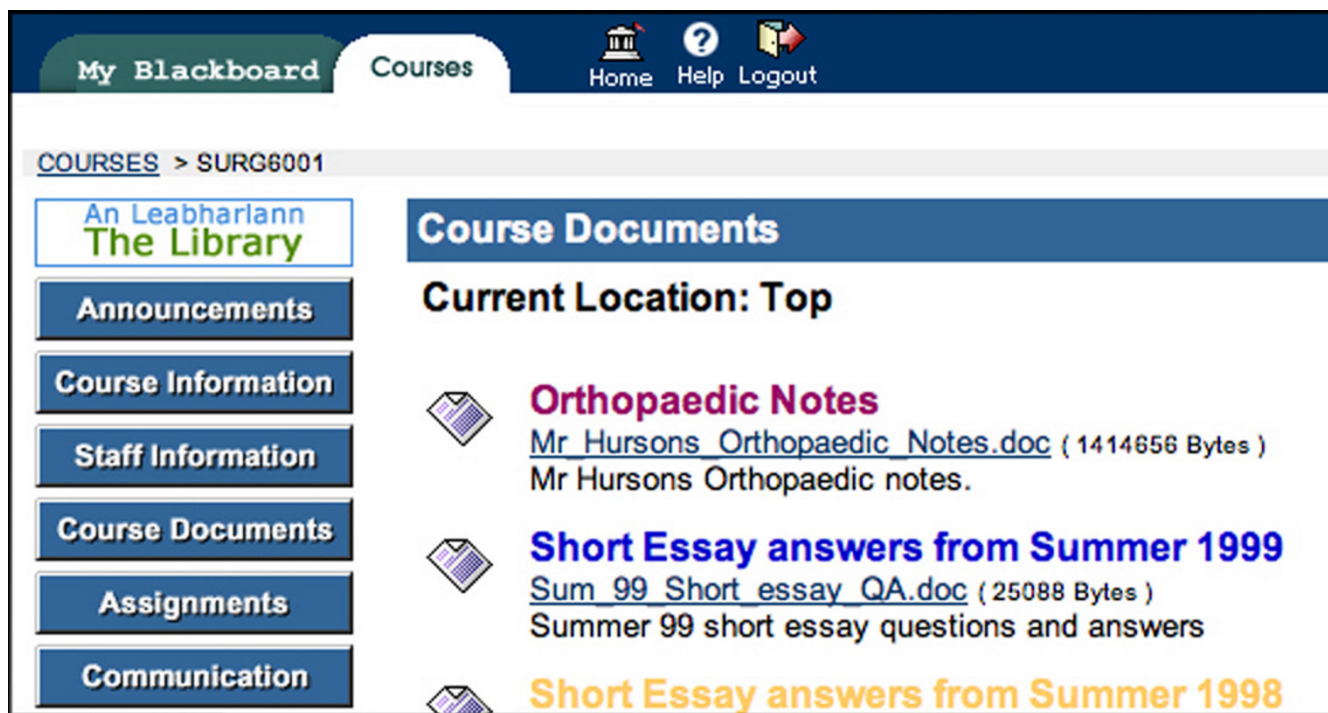 My Blackboard Courses Home Help Logout
COURSES > SURG6001
An Leabharlann
The Library
Announcements
Course Information
Staff Information
Course Documents
Assignments
Communication
Course Documents
Current Location: Top
Orthopaedic Notes
Mr_Hursons_Orthopaedic_Notes.doc ( 1414656 Bytes )
Mr Hursons Orthopaedic notes.
Short Essay answers from Summer 1999
Sum_99_Short_essay_QA.doc ( 25088 Bytes )
Summer 99 short essay questions and answers
Short Essay answers from Summer 1998